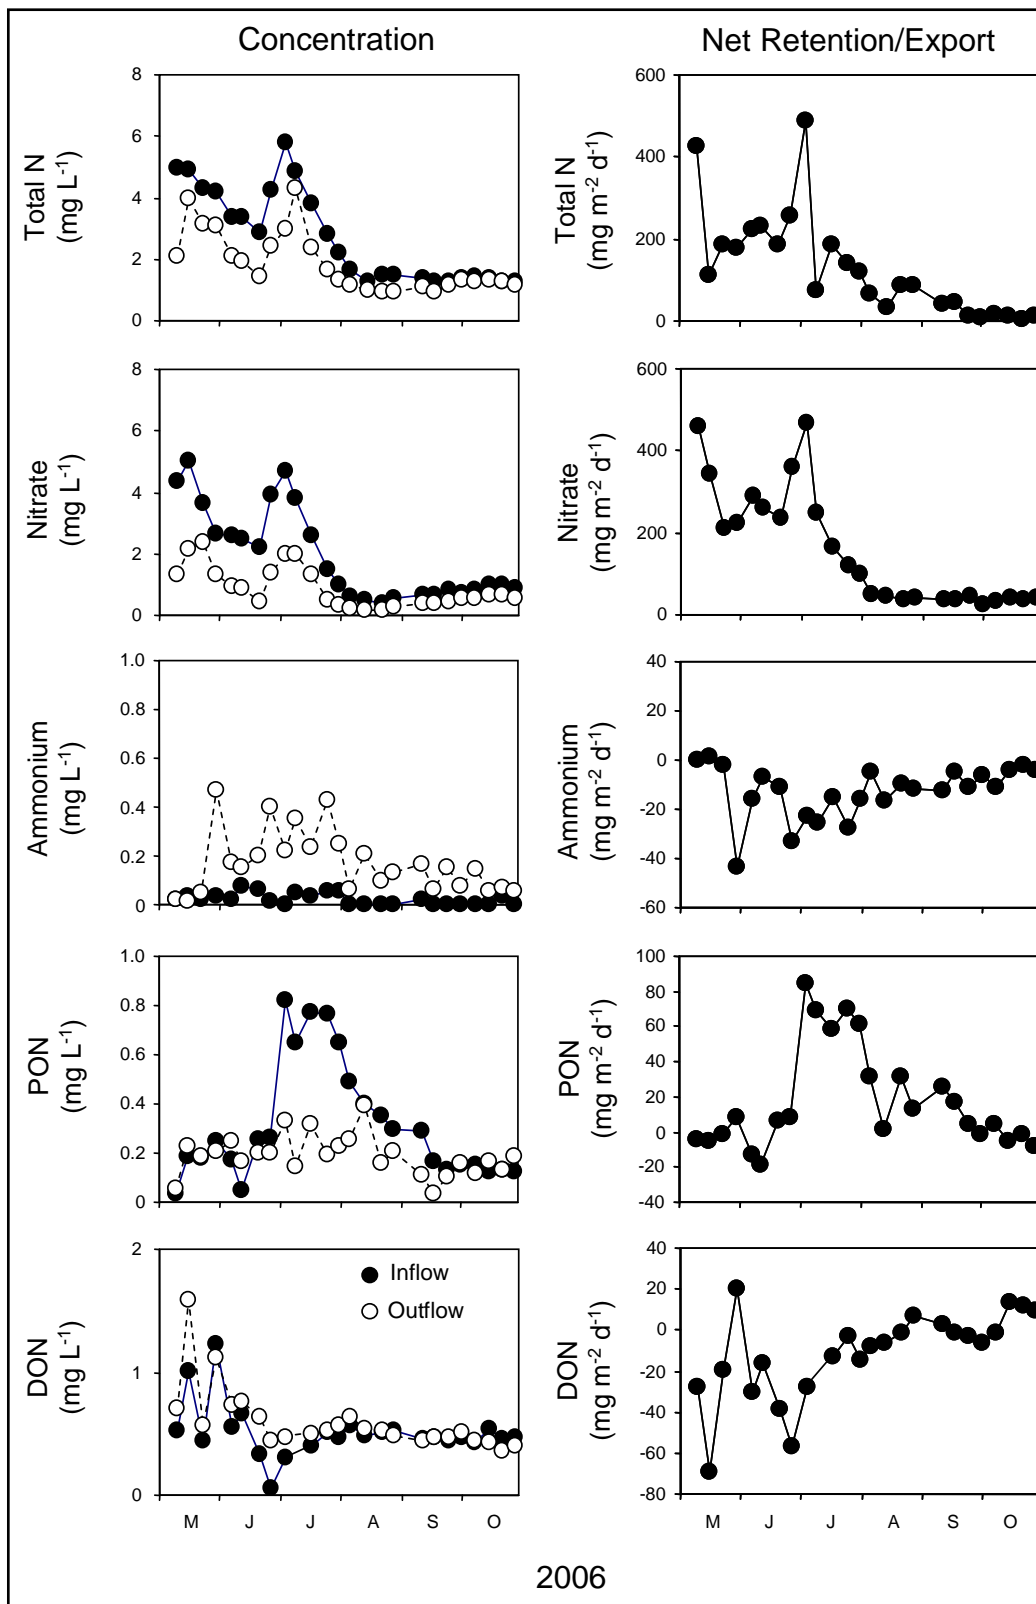 Concentration
Net Retention/Export
Total N
(mg L-1)
8
6
4
2
0
Total N
(mg m-2 d-1)
600
400
200
0
Nitrate
(mg L-1)
8
6
4
2
0
Nitrate
(mg m-2 d-1)
600
400
200
0
Ammonium
(mg L-1)
1.0
0.8
0.6
0.4
0.2
0
Ammonium
(mg m-2 d-1)
40
20
0
-20
-40
-60
PON
(mg L-1)
1.0
0.8
0.6
0.4
0.2
0
PON
(mg m-2 d-1)
100
80
60
40
20
0
-20
-40
DON
(mg L-1)
2
1
0
Inflow
Outflow
DON
(mg m-2 d-1)
40
20
0
-20
-40
-60
-80
M J J A S O
M J J A S O
2006